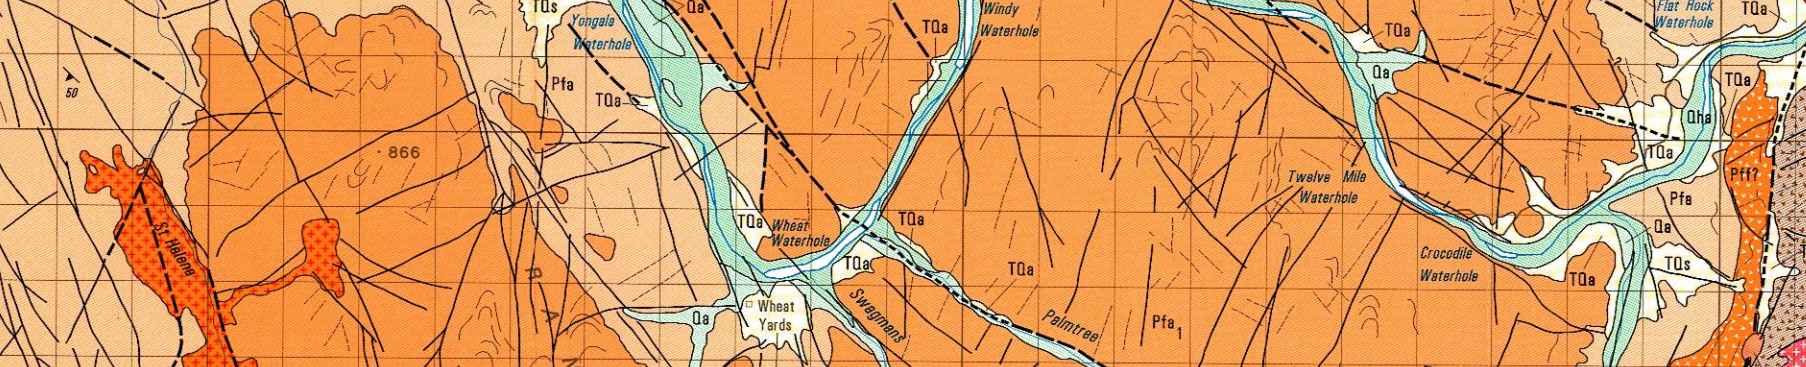 TQs
Qa
Windy
Waterhole
Yongala
Waterhole
TQa
TQa
Flat Rock
Waterhole
TQa
50
Pfa
TQa
Qa
TQa
Qha
866
TQa
Twelve Mile
Waterhole
Pff?
Pfa
St Helena
TQa
Wheat
Waterhole
TQa
Qa
R
A
N
TQa
TQa
Crocodile
Waterhole
TQs
TQa
Qa
Wheat
Yards
Swagmans
Palmtree
Pfa1